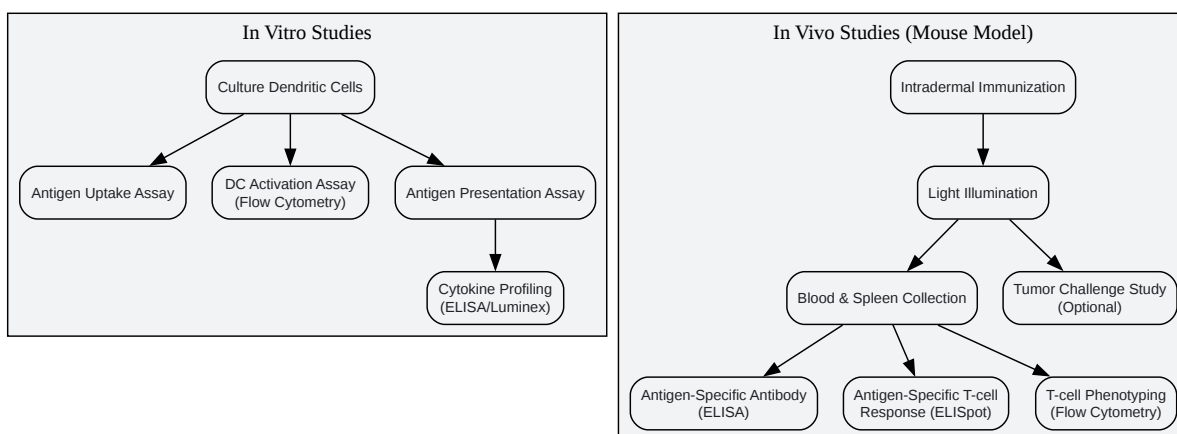 In Vitro Studies
Culture Dendritic Cells
Antigen Uptake Assay
DC Activation Assay
(Flow Cytometry)
Antigen Presentation Assay
Cytokine Profiling
(ELISA/Luminex)
In Vivo Studies (Mouse Model)
Intradermal Immunization
Light Illumination
Blood & Spleen Collection
Tumor Challenge Study
(Optional)
Antigen-Specific Antibody
(ELISA)
Antigen-Specific T-cell
Response (ELISpot)
T-cell Phenotyping
(Flow Cytometry)